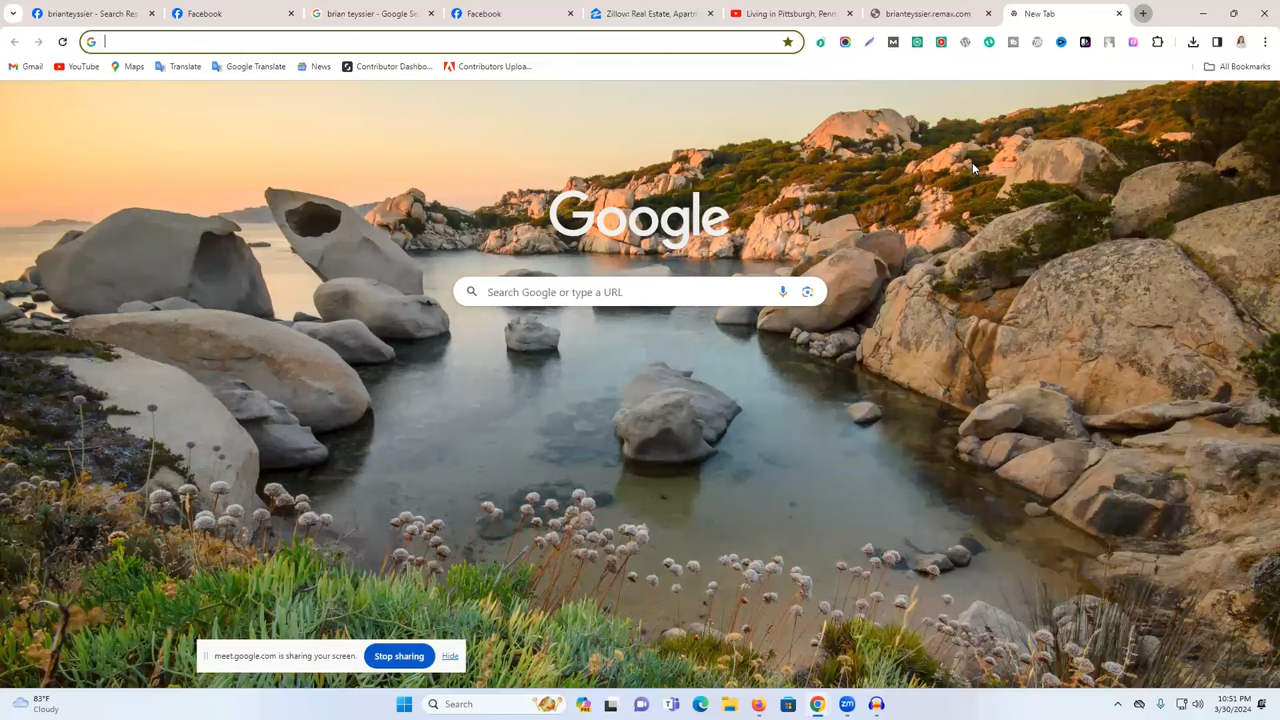 brianteyssier - Search Res
Facebook
brian teyssier - Google Se
Facebook
Zillow: Real Estate, Apartm
Living in Pittsburgh, Penn
brianteyssier.remax.com
New Tab
Gmail
YouTube
Maps
Translate
Google Translate
News
Contributor Dashbo...
Contributors Uploa...
All Bookmarks
Google
Search Google or type a URL
meet.google.com is sharing your screen.
Stop sharing
Hide
83°F
Cloudy
Search
zm
10:51 PM
3/30/2024